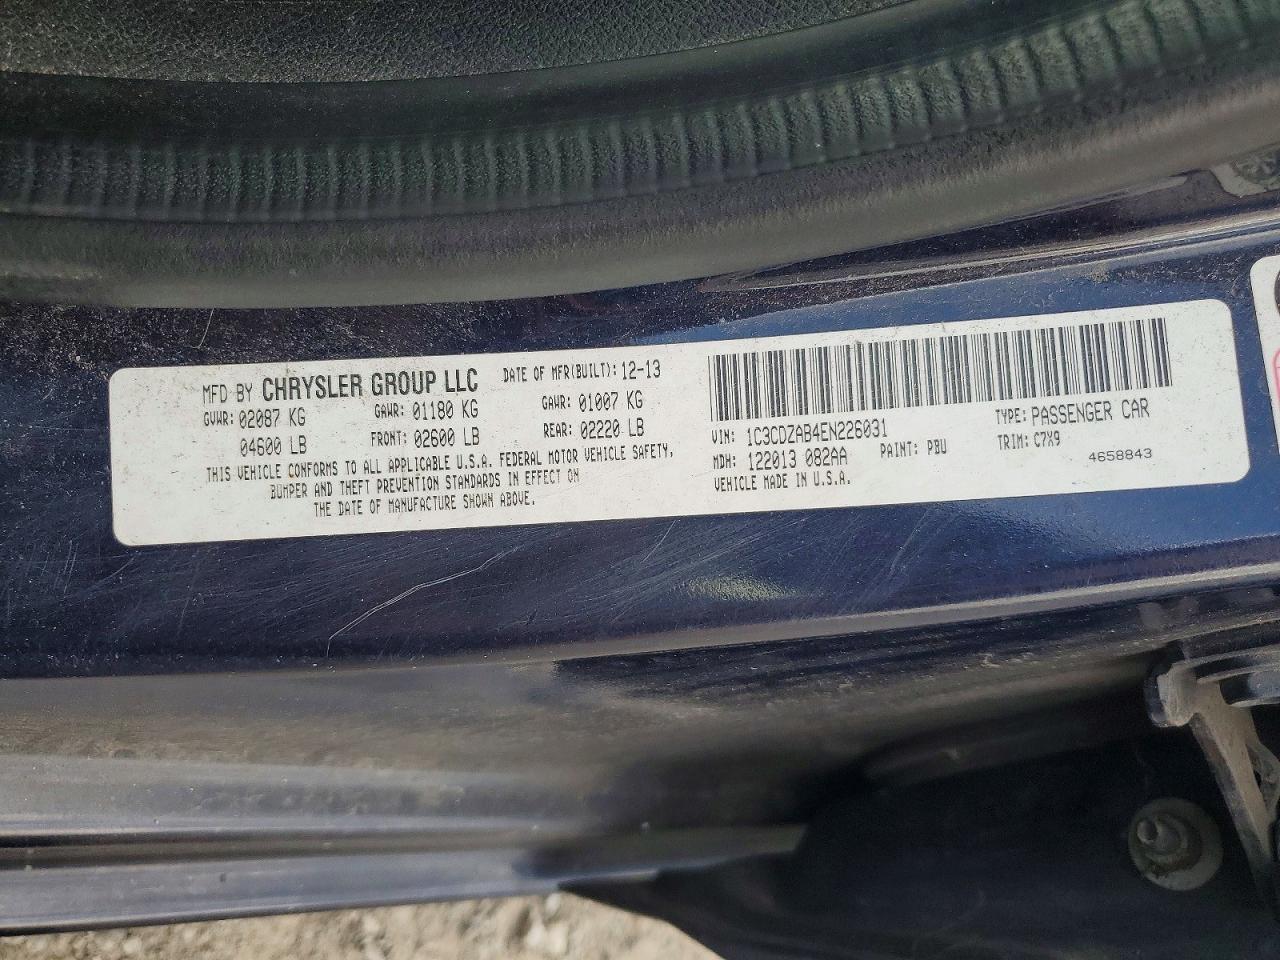 MFD BY CHRYSLER GROUP LLC DATE OF MFR(BUILT): 12-13
GVWR: 02087 KG GAWR: 01180 KG GAWR: 01007 KG
04600 LB FRONT: 02600 LB REAR: 02220 LB
THIS VEHICLE CONFORMS TO ALL APPLICABLE U.S.A. FEDERAL MOTOR VEHICLE SAFETY,
BUMPER AND THEFT PREVENTION STANDARDS IN EFFECT ON
THE DATE OF MANUFACTURE SHOWN ABOVE.
VIN: 1C3CDZAB4EN226031 TYPE: PASSENGER CAR
MDH: 122013 082AA PAINT: PBU TRIM: C7X9
VEHICLE MADE IN U.S.A. 4658843